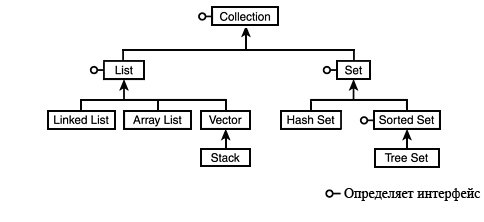 Collection
List
Set
Linked List
Array List
Vector
Hash Set
Sorted Set
Stack
Tree Set
Определяет интерфейс